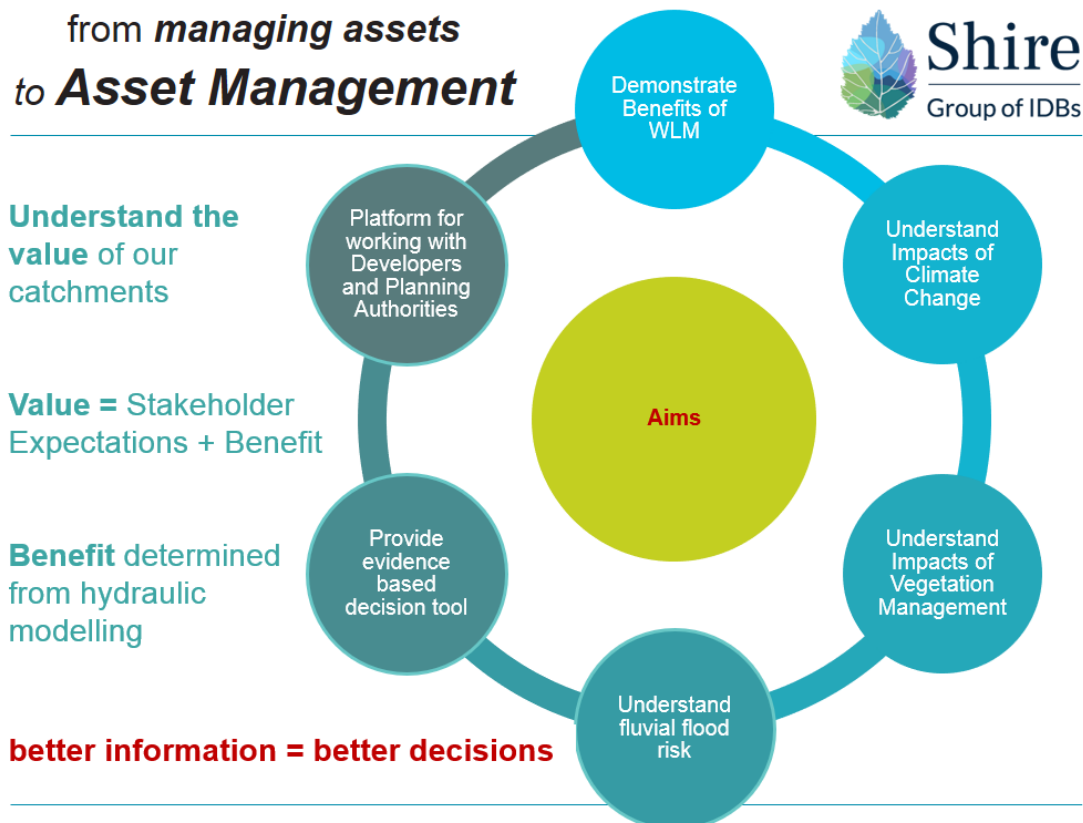 from managing assets
to Asset Management
Shire
Group of IDBs
Demonstrate
Benefits of
WLM
Understand
Impacts of
Climate
Change
Understand
Impacts of
Vegetation
Management
Understand
fluvial flood
risk
Provide
evidence
based
decision tool
Platform for
working with
Developers
and Planning
Authorities
Aims
Understand the
value of our
catchments
Value = Stakeholder
Expectations + Benefit
Benefit determined
from hydraulic
modelling
better information = better decisions